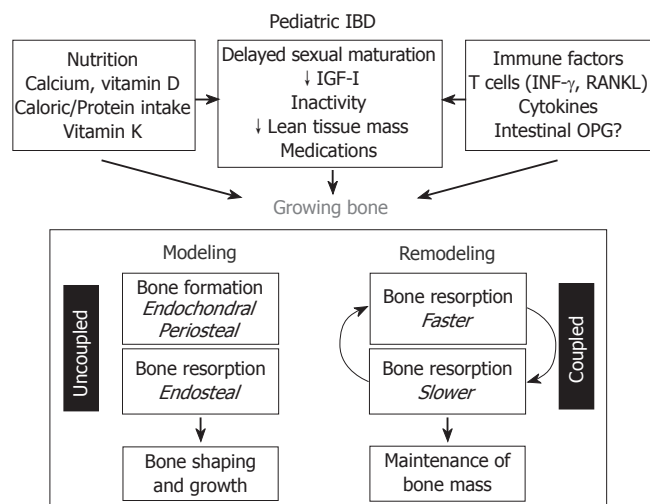 Pediatric IBD
Nutrition
Calcium, vitamin D
Caloric/Protein intake
Vitamin K
Delayed sexual maturation
↓ IGF-I
Inactivity
↓ Lean tissue mass
Medications
Immune factors
T cells (INF-γ, RANKL)
Cytokines
Intestinal OPG?
Growing bone
Modeling
Uncoupled
Bone formation
Endochondral
Periosteal
Bone resorption
Endosteal
Bone shaping
and growth
Remodeling
Bone resorption
Faster
Bone resorption
Slower
Coupled
Maintenance of
bone mass